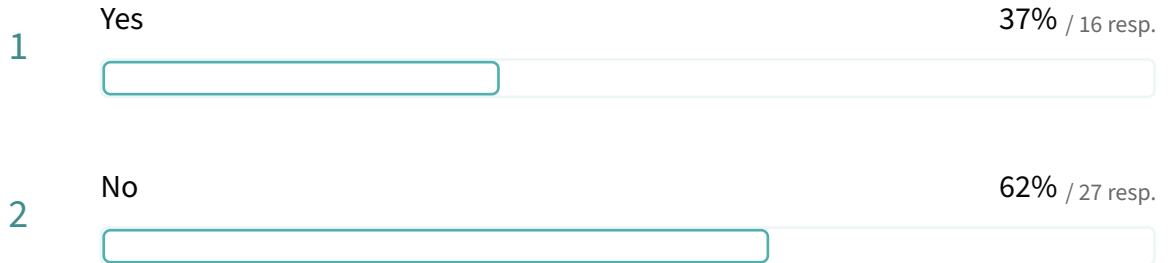 1 Yes 37% / 16 resp.
2 No 62% / 27 resp.